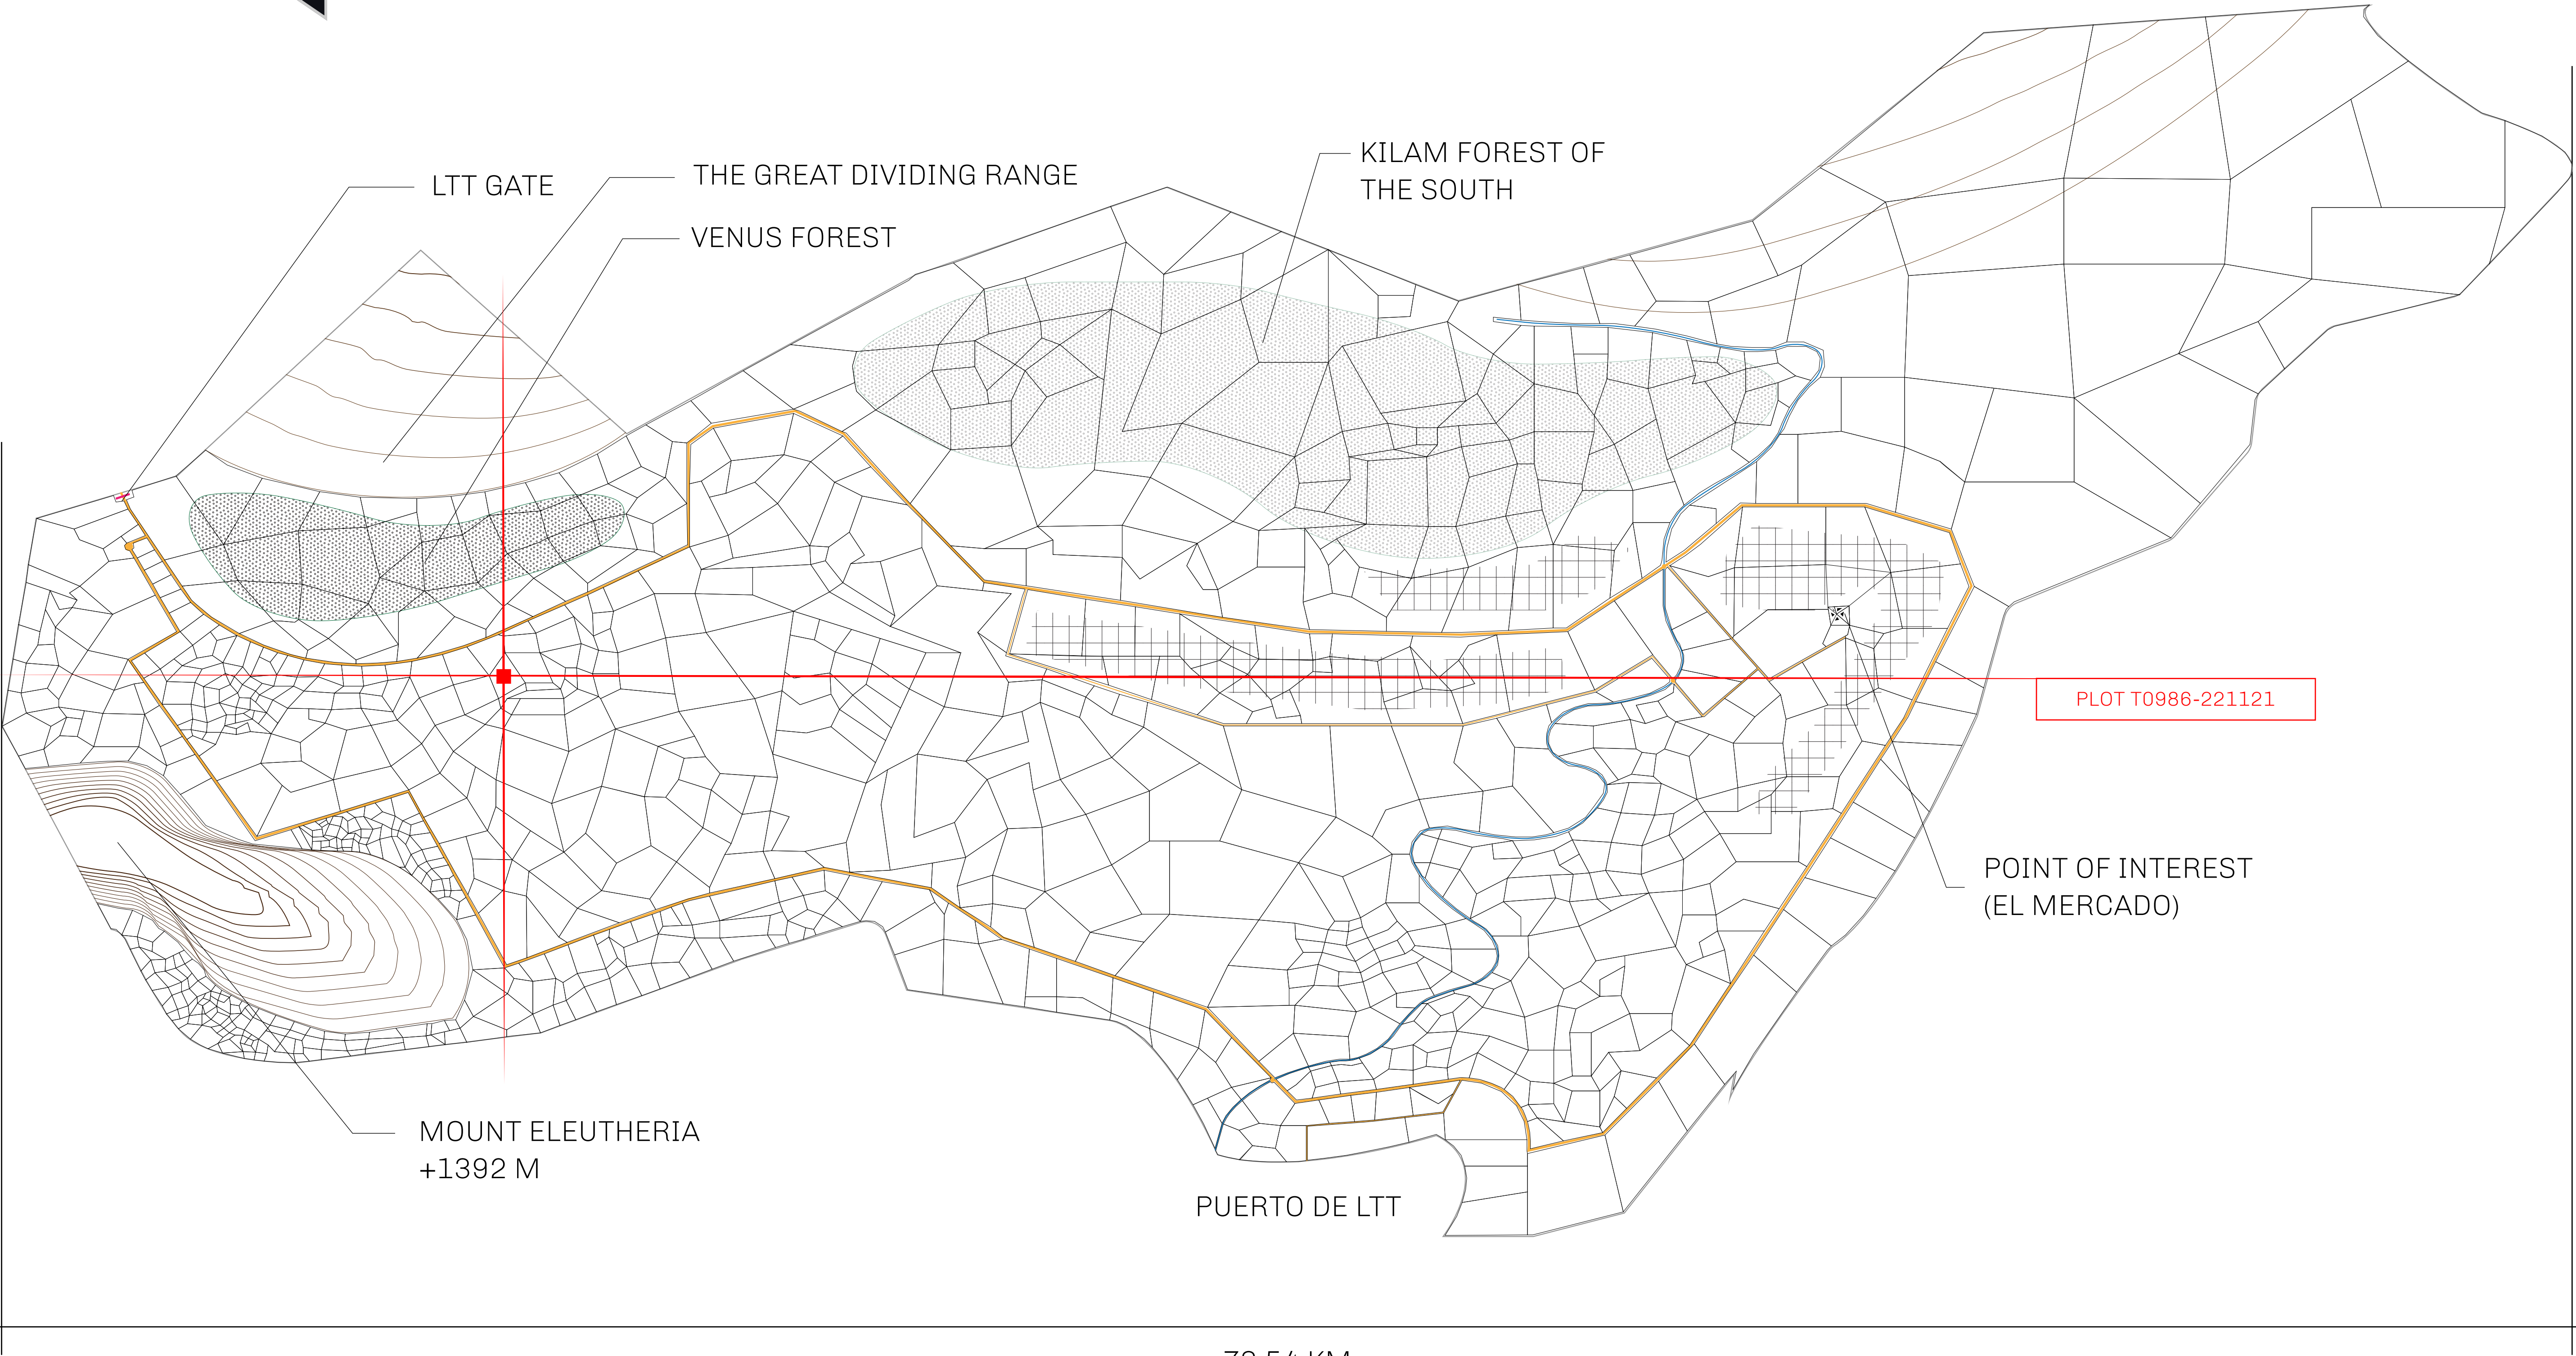 KILAM FOREST OF
THE SOUTH
THE GREAT DIVIDING RANGE
LTT GATE
VENUS FOREST
PLOT T0986-221121
POINT OF INTEREST
(EL MERCADO)
MOUNT ELEUTHERIA
+1392 M
PUERTO DE LTT
KM